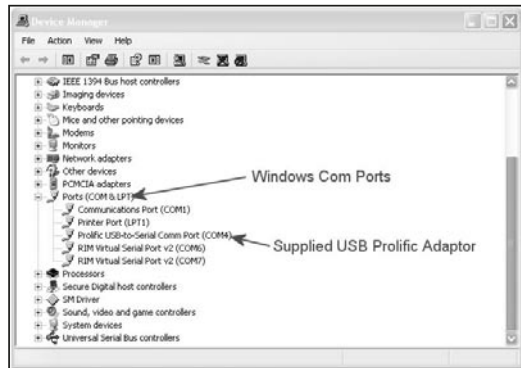 Device Manager
File Action View Help
IEEE 1394 Bus host controllers
Imaging devices
Keyboards
Mice and other pointing devices
Modems
Monitors
Network adapters
Other devices
PCMCIA adapters
Ports (COM & LPT)
Windows Com Ports
Communications Port (COM1)
Printer Port (LPT1)
Prolific USB-to-Serial Comm Port (COM4)
Supplied USB Prolific Adaptor
RIM Virtual Serial Port v2 (COM6)
RIM Virtual Serial Port v2 (COM7)
Processors
Secure Digital host controllers
SM Driver
Sound, video and game controllers
System devices
Universal Serial Bus controllers